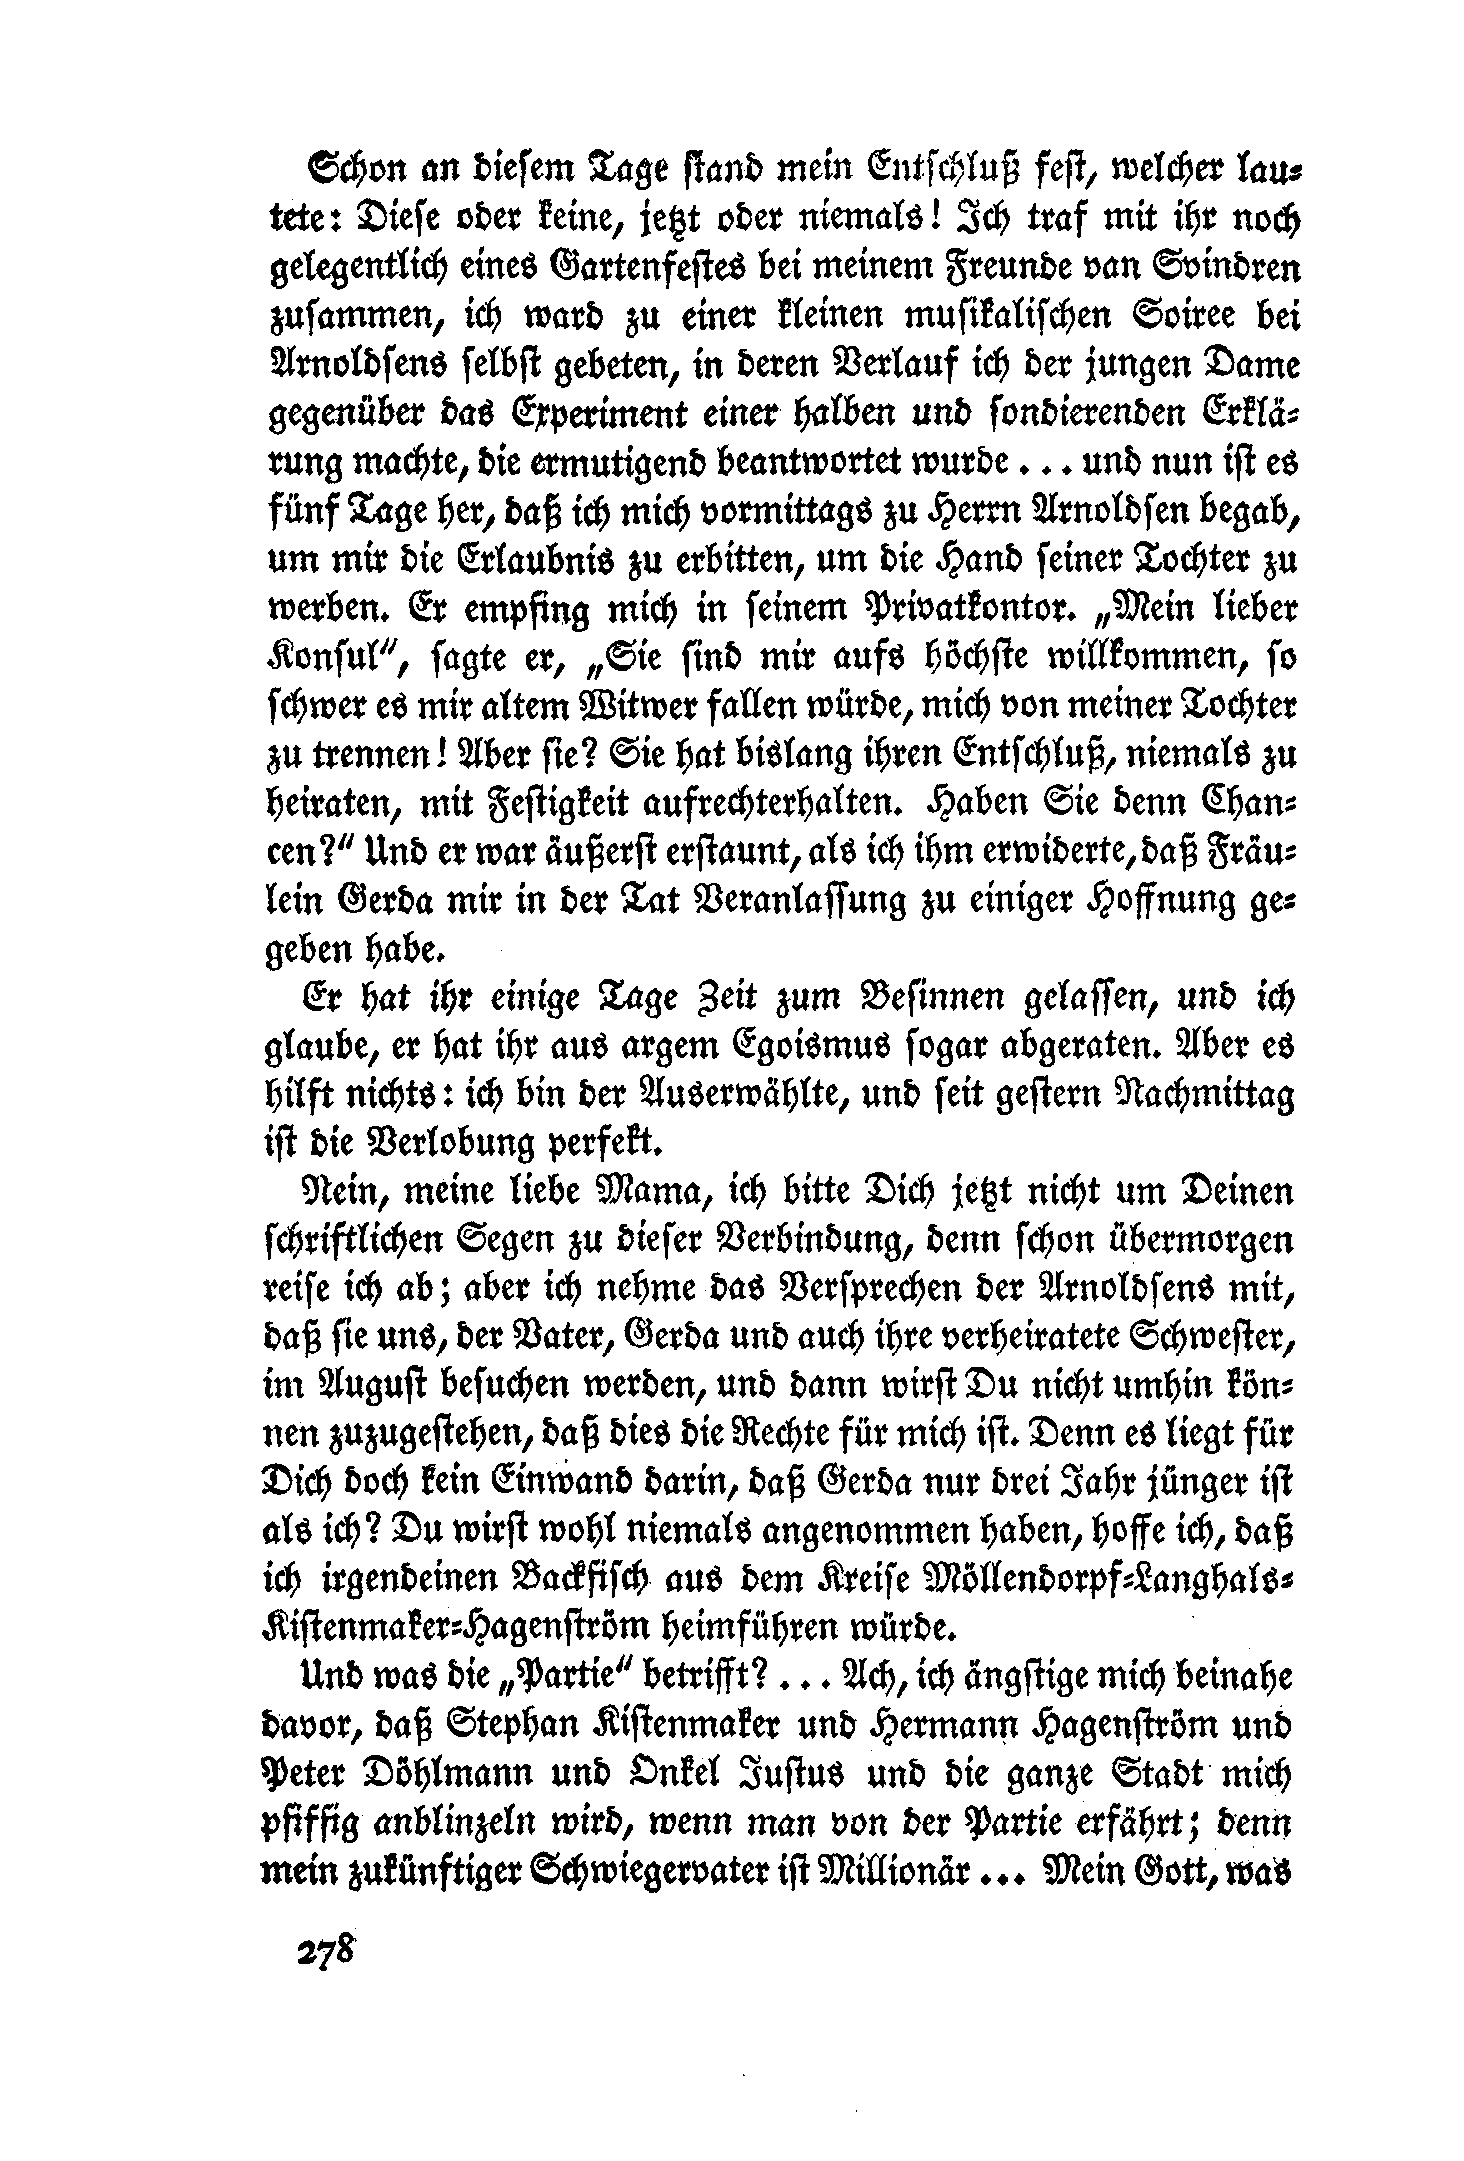 Schon an diesem Tage stand mein Entschluß fest, welcher lau-
tete: Diese oder keine, jetzt oder niemals! Ich traf mit ihr noch
gelegentlich eines Gartenfestes bei meinem Freunde van Svindren
zusammen, ich ward zu einer kleinen musikalischen Soiree bei
Arnoldsens selbst gebeten, in deren Verlauf ich der jungen Dame
gegenüber das Experiment einer halben und sondierenden Erklä-
rung machte, die ermutigend beantwortet wurde ... und nun ist es
fünf Tage her, daß ich mich vormittags zu Herrn Arnoldsen begab,
um mir die Erlaubnis zu erbitten, um die Hand seiner Tochter zu
werben. Er empfing mich in seinem Privatkontor. „Mein lieber
Konsul“, sagte er, „Sie sind mir aufs höchste willkommen, so
schwer es mir altem Witwer fallen würde, mich von meiner Tochter
zu trennen! Aber sie? Sie hat bislang ihren Entschluß, niemals zu
heiraten, mit Festigkeit aufrechterhalten. Haben Sie denn Chan-
cen?“ Und er war äußerst erstaunt, als ich ihm erwiderte, daß Fräu-
lein Gerda mir in der Tat Veranlassung zu einiger Hoffnung ge-
geben habe.
Er hat ihr einige Tage Zeit zum Besinnen gelassen, und ich
glaube, er hat ihr aus argem Egoismus sogar abgeraten. Aber es
hilft nichts: ich bin der Auserwählte, und seit gestern Nachmittag
ist die Verlobung perfekt.
Nein, meine liebe Mama, ich bitte Dich jetzt nicht um Deinen
schriftlichen Segen zu dieser Verbindung, denn schon übermorgen
reise ich ab; aber ich nehme das Versprechen der Arnoldsens mit,
daß sie uns, der Vater, Gerda und auch ihre verheiratete Schwester,
im August besuchen werden, und dann wirst Du nicht umhin kön-
nen zuzugestehen, daß dies die Rechte für mich ist. Denn es liegt für
Dich doch kein Einwand darin, daß Gerda nur drei Jahr jünger ist
als ich? Du wirst wohl niemals angenommen haben, hoffe ich, daß
ich irgendeinen Backfisch aus dem Kreise Möllendorpf-Langhals-
Kistenmaker-Hagenström heimführen würde.
Und was die „Partie“ betrifft? ... Ach, ich ängstige mich beinahe
davor, daß Stephan Kistenmaker und Hermann Hagenström und
Peter Döhlmann und Onkel Justus und die ganze Stadt mich
pfiffig anblinzeln wird, wenn man von der Partie erfährt; denn
mein zukünftiger Schwiegervater ist Millionär ... Mein Gott, was
278